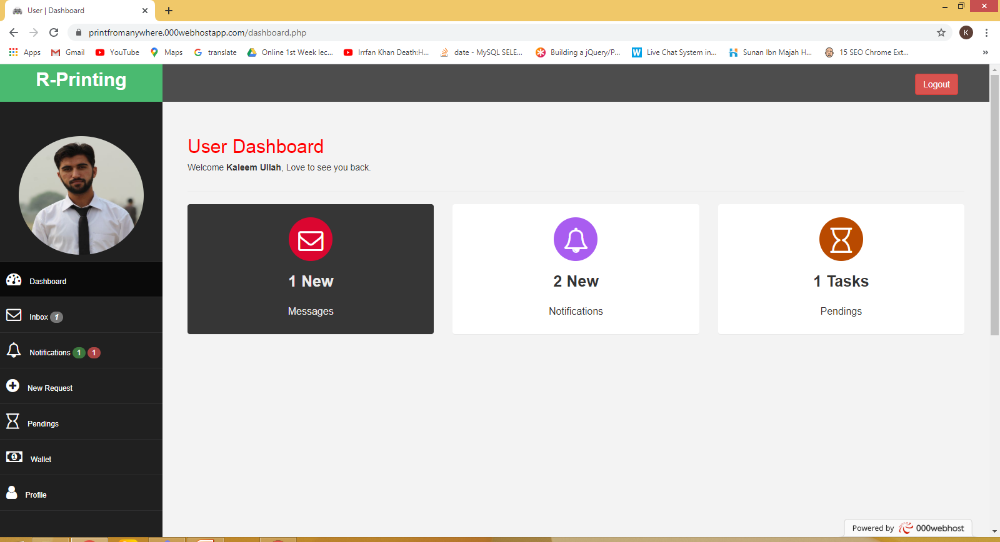 User | Dashboard
printfromanywhere.000webhostapp.com/dashboard.php
K
Apps
Gmail
YouTube
Maps
translate
Online 1st Week lec...
Irrfan Khan Death:H...
date - MySQL SELE...
Building a jQuery/P...
Live Chat System in...
Sunan Ibn Majah H...
15 SEO Chrome Ext...
»
R-Printing
Logout
User Dashboard
Welcome Kaleem Ullah, Love to see you back.
1 New
Messages
2 New
Notifications
1 Tasks
Pendings
Dashboard
Inbox 1
Notifications 1 1
New Request
Pendings
Wallet
Profile
Powered by 000webhost